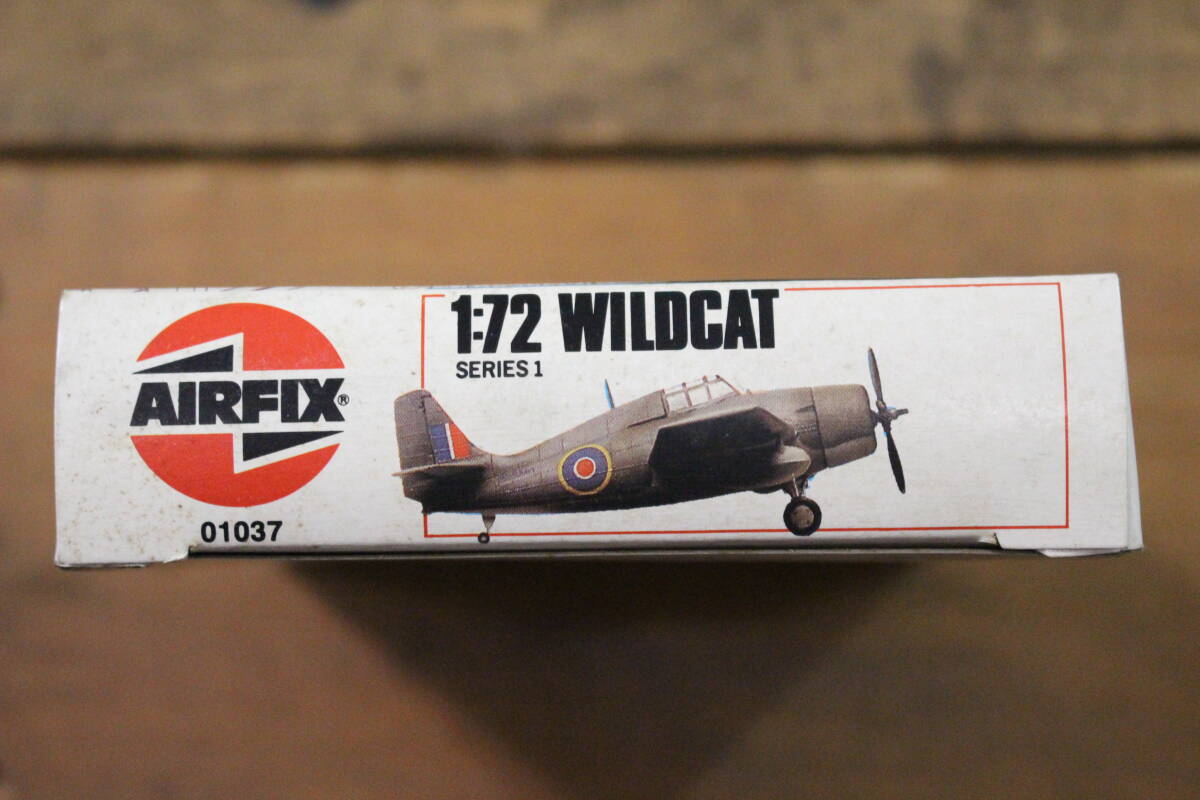 AIRFIX®
01037
1:72 WILDCAT
SERIES 1